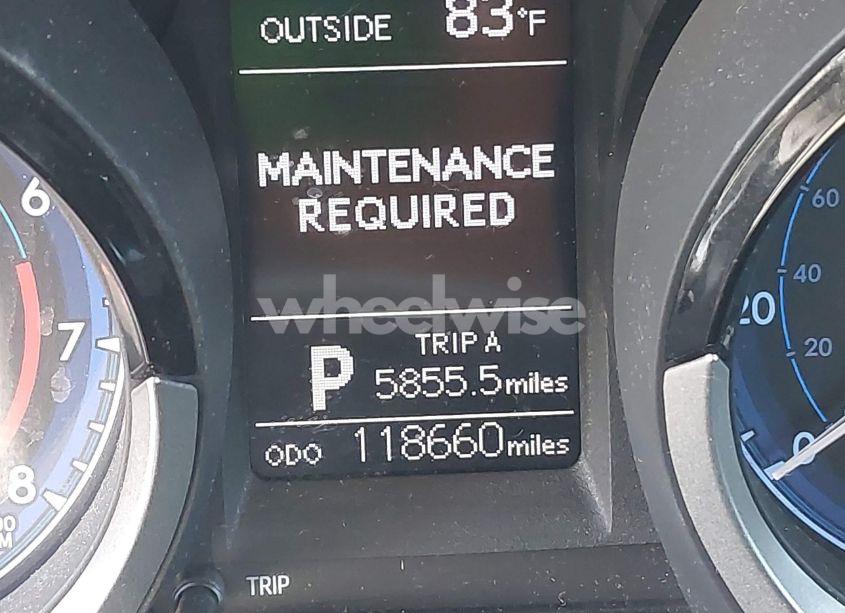 OUTSIDE 83°F
MAINTENANCE
REQUIRED
wheelwise
TRIP A
P 5855.5 miles
ODO 118660 miles
TRIP
6
7
8
60
40
20
20
0